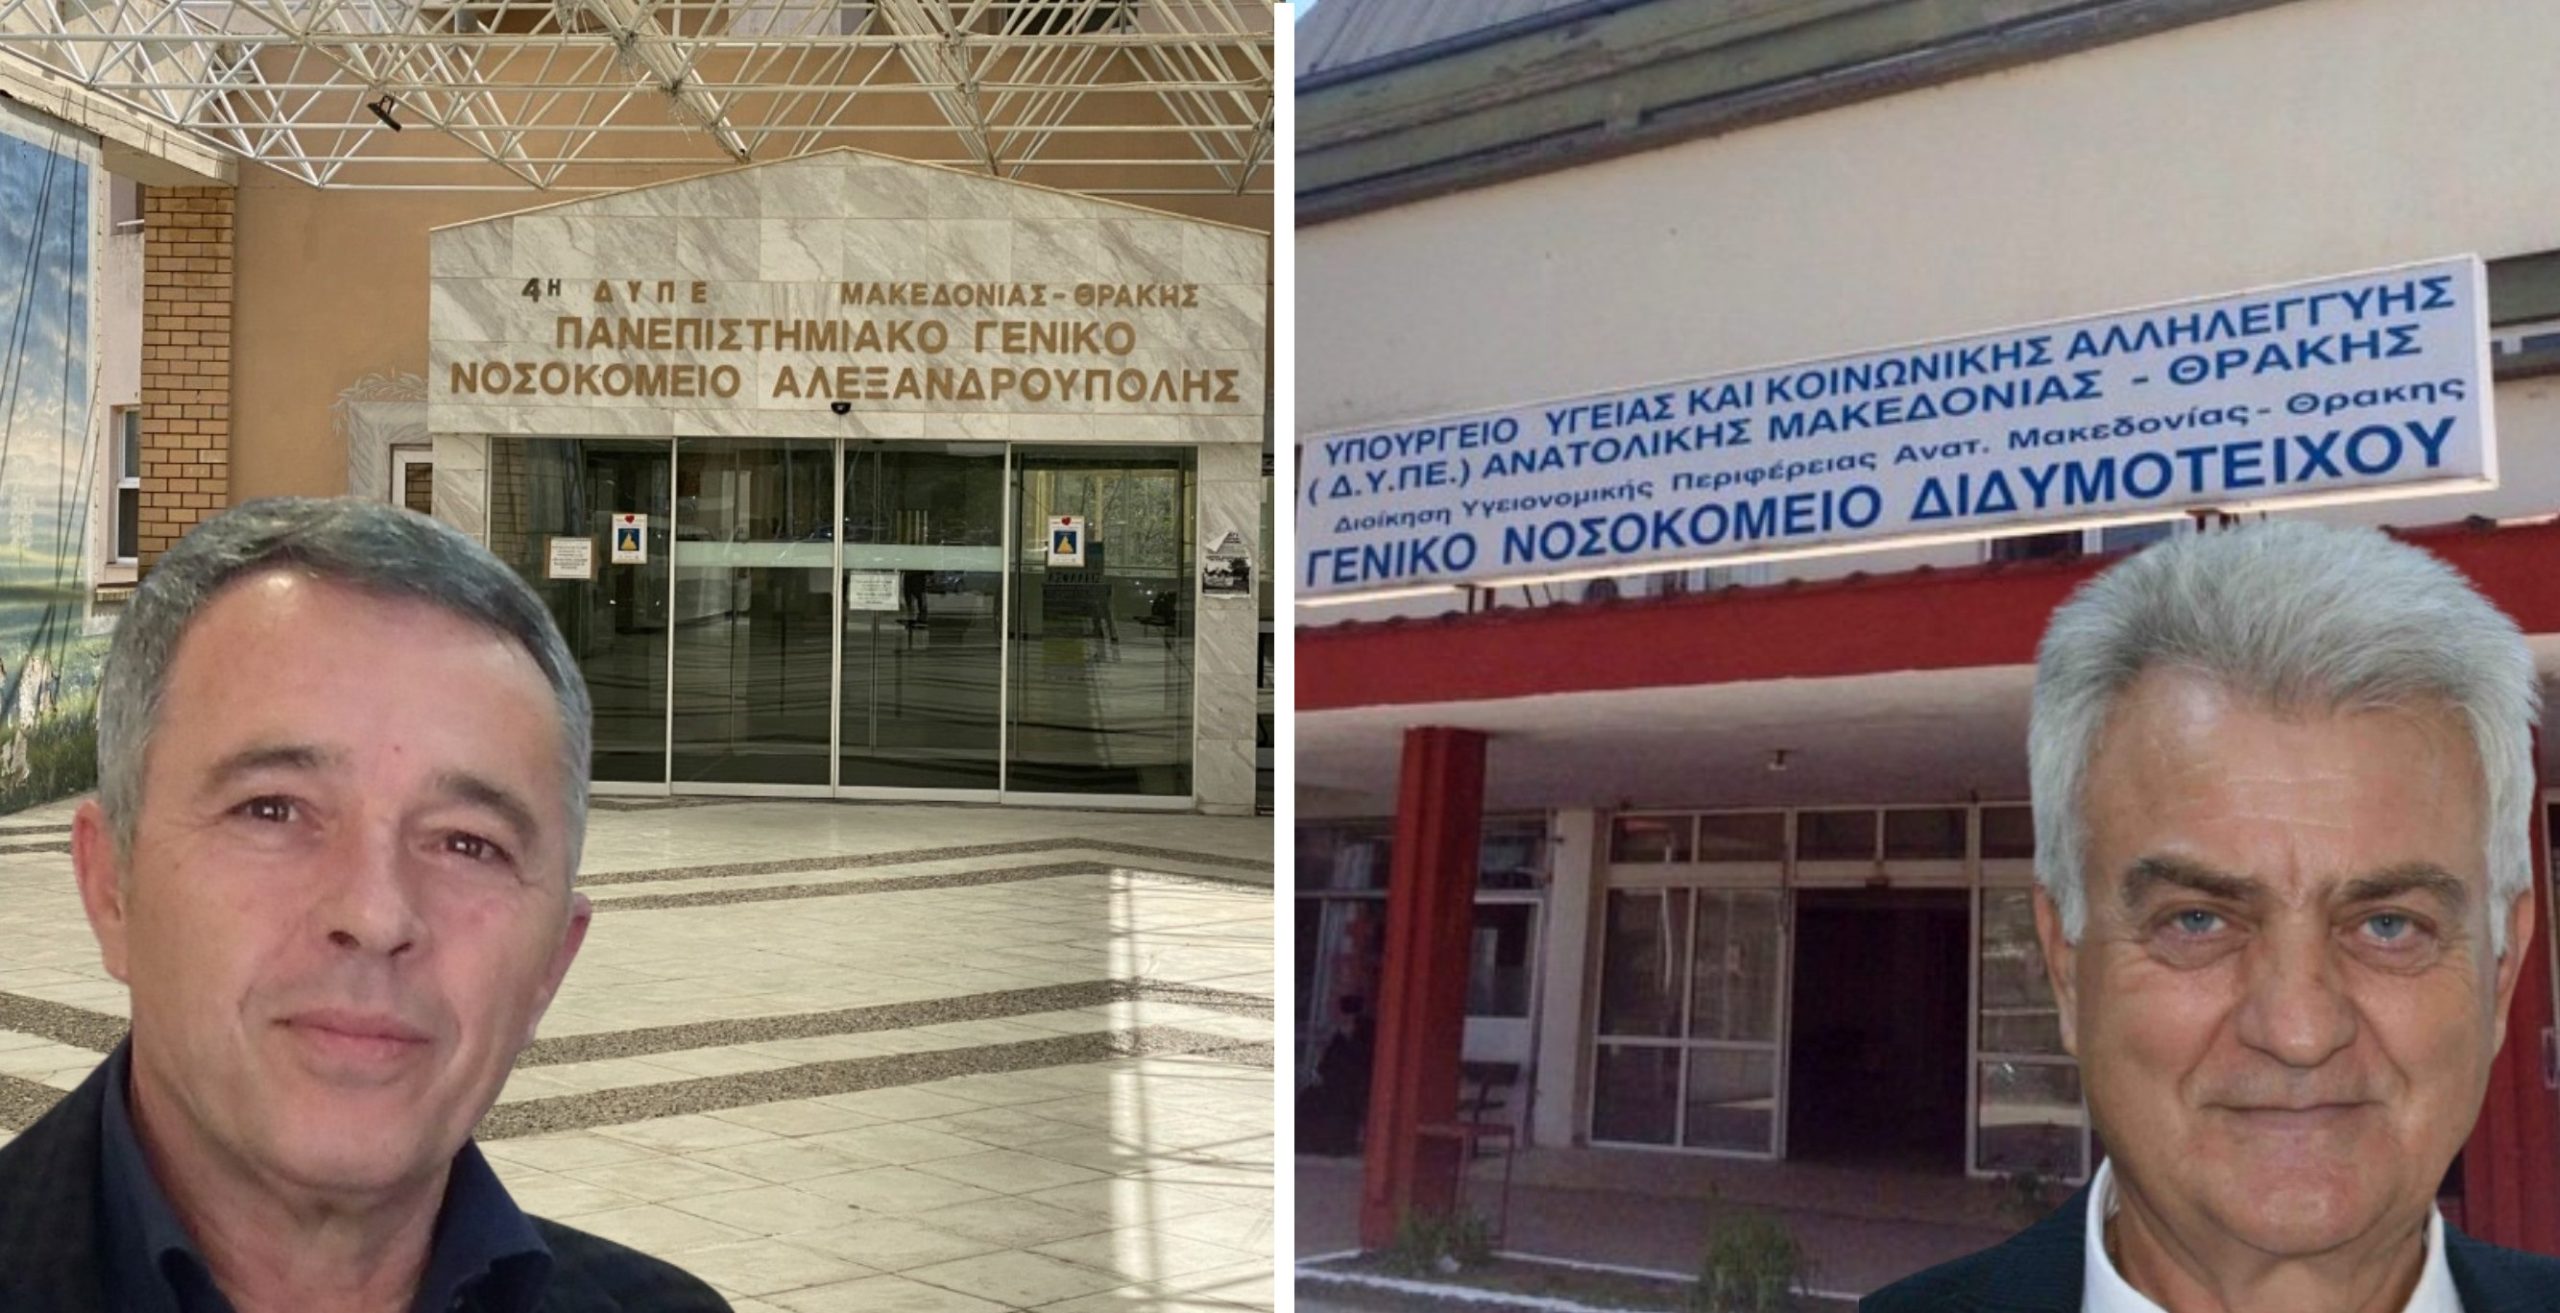 4Η ΔΥΠΕ ΜΑΚΕΔΟΝΙΑΣ-ΘΡΑΚΗΣ
ΠΑΝΕΠΙΣΤΗΜΙΑΚΟ ΓΕΝΙΚΟ
ΝΟΣΟΚΟΜΕΙΟ ΑΛΕΞΑΝΔΡΟΥΠΟΛΗΣ
ΥΠΟΥΡΓΕΙΟ ΥΓΕΙΑΣ ΚΑΙ ΚΟΙΝΩΝΙΚΗΣ ΑΛΛΗΛΕΓΓΥΗΣ
(Δ.Υ.ΠΕ.) ΑΝΑΤΟΛΙΚΗΣ ΜΑΚΕΔΟΝΙΑΣ - ΘΡΑΚΗΣ
Διοίκηση Υγειονομικής Περιφέρειας Ανατ. Μακεδονίας - Θρακης
ΓΕΝΙΚΟ ΝΟΣΟΚΟΜΕΙΟ ΔΙΔΥΜΟΤΕΙΧΟΥ